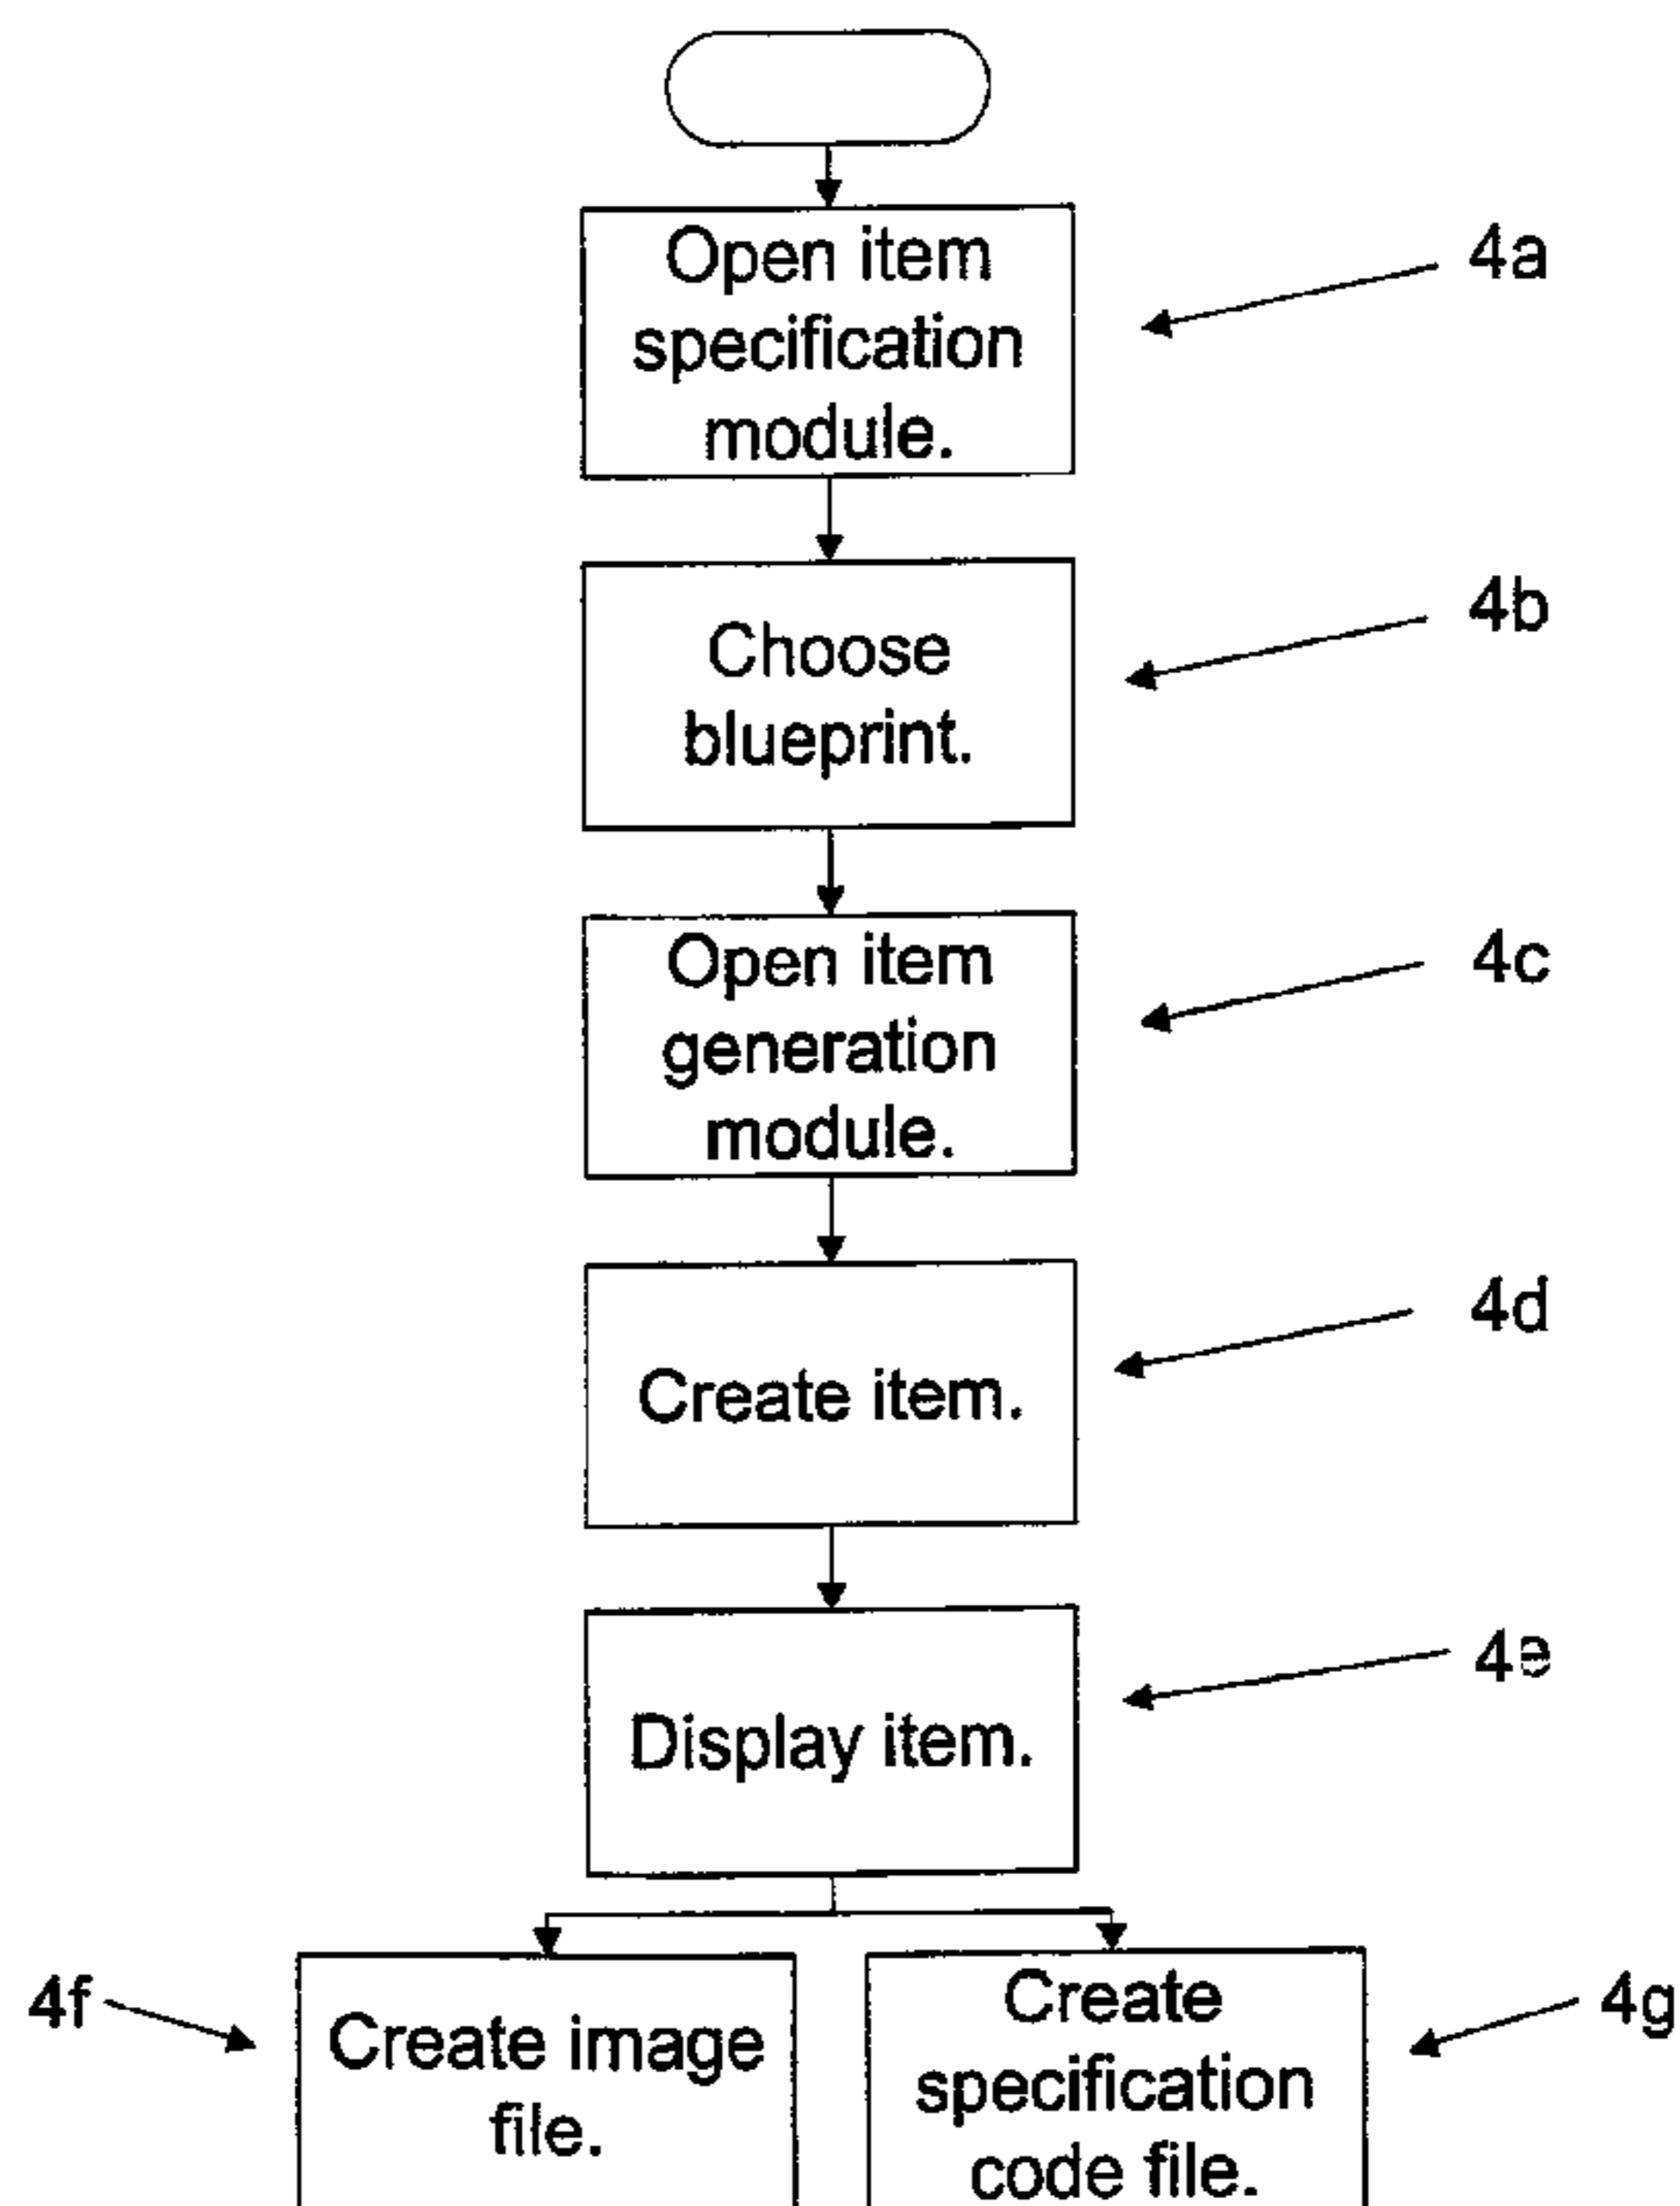 Open item
specification
module.
4a
Choose
blueprint.
4b
Open item
generation
module.
4c
Create item.
4d
Display item.
4e
4f
Create image
file.
Create
specification
code file.
4g